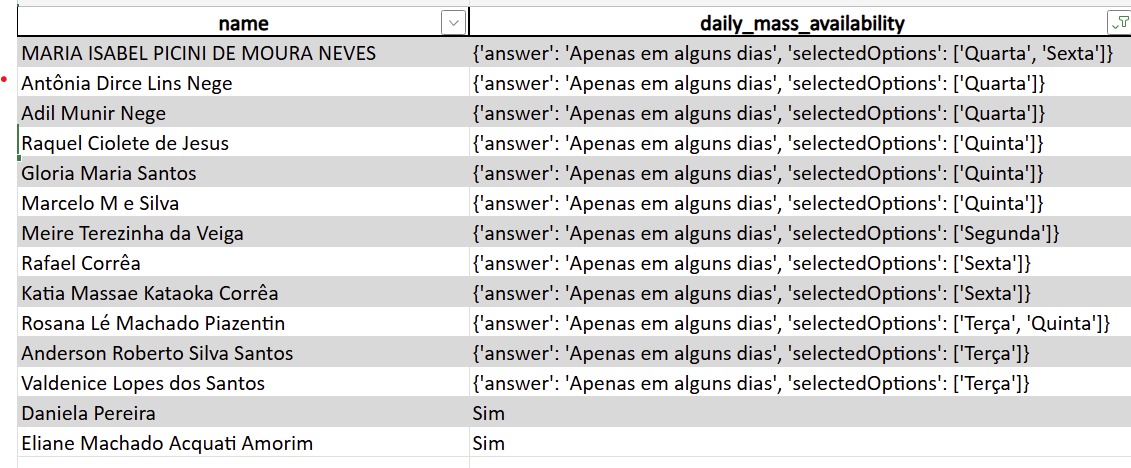 name daily_mass_availability
MARIA ISABEL PICINI DE MOURA NEVES {'answer': 'Apenas em alguns dias', 'selectedOptions': ['Quarta', 'Sexta']}
Antônia Dirce Lins Nege {'answer': 'Apenas em alguns dias', 'selectedOptions': ['Quarta']}
Adil Munir Nege {'answer': 'Apenas em alguns dias', 'selectedOptions': ['Quarta']}
Raquel Ciolete de Jesus {'answer': 'Apenas em alguns dias', 'selectedOptions': ['Quinta']}
Gloria Maria Santos {'answer': 'Apenas em alguns dias', 'selectedOptions': ['Quinta']}
Marcelo M e Silva {'answer': 'Apenas em alguns dias', 'selectedOptions': ['Quinta']}
Meire Terezinha da Veiga {'answer': 'Apenas em alguns dias', 'selectedOptions': ['Segunda']}
Rafael Corrêa {'answer': 'Apenas em alguns dias', 'selectedOptions': ['Sexta']}
Katia Massae Kataoka Corrêa {'answer': 'Apenas em alguns dias', 'selectedOptions': ['Sexta']}
Rosana Lé Machado Piazentin {'answer': 'Apenas em alguns dias', 'selectedOptions': ['Terça', 'Quinta']}
Anderson Roberto Silva Santos {'answer': 'Apenas em alguns dias', 'selectedOptions': ['Terça']}
Valdenice Lopes dos Santos {'answer': 'Apenas em alguns dias', 'selectedOptions': ['Terça']}
Daniela Pereira Sim
Eliane Machado Acquati Amorim Sim